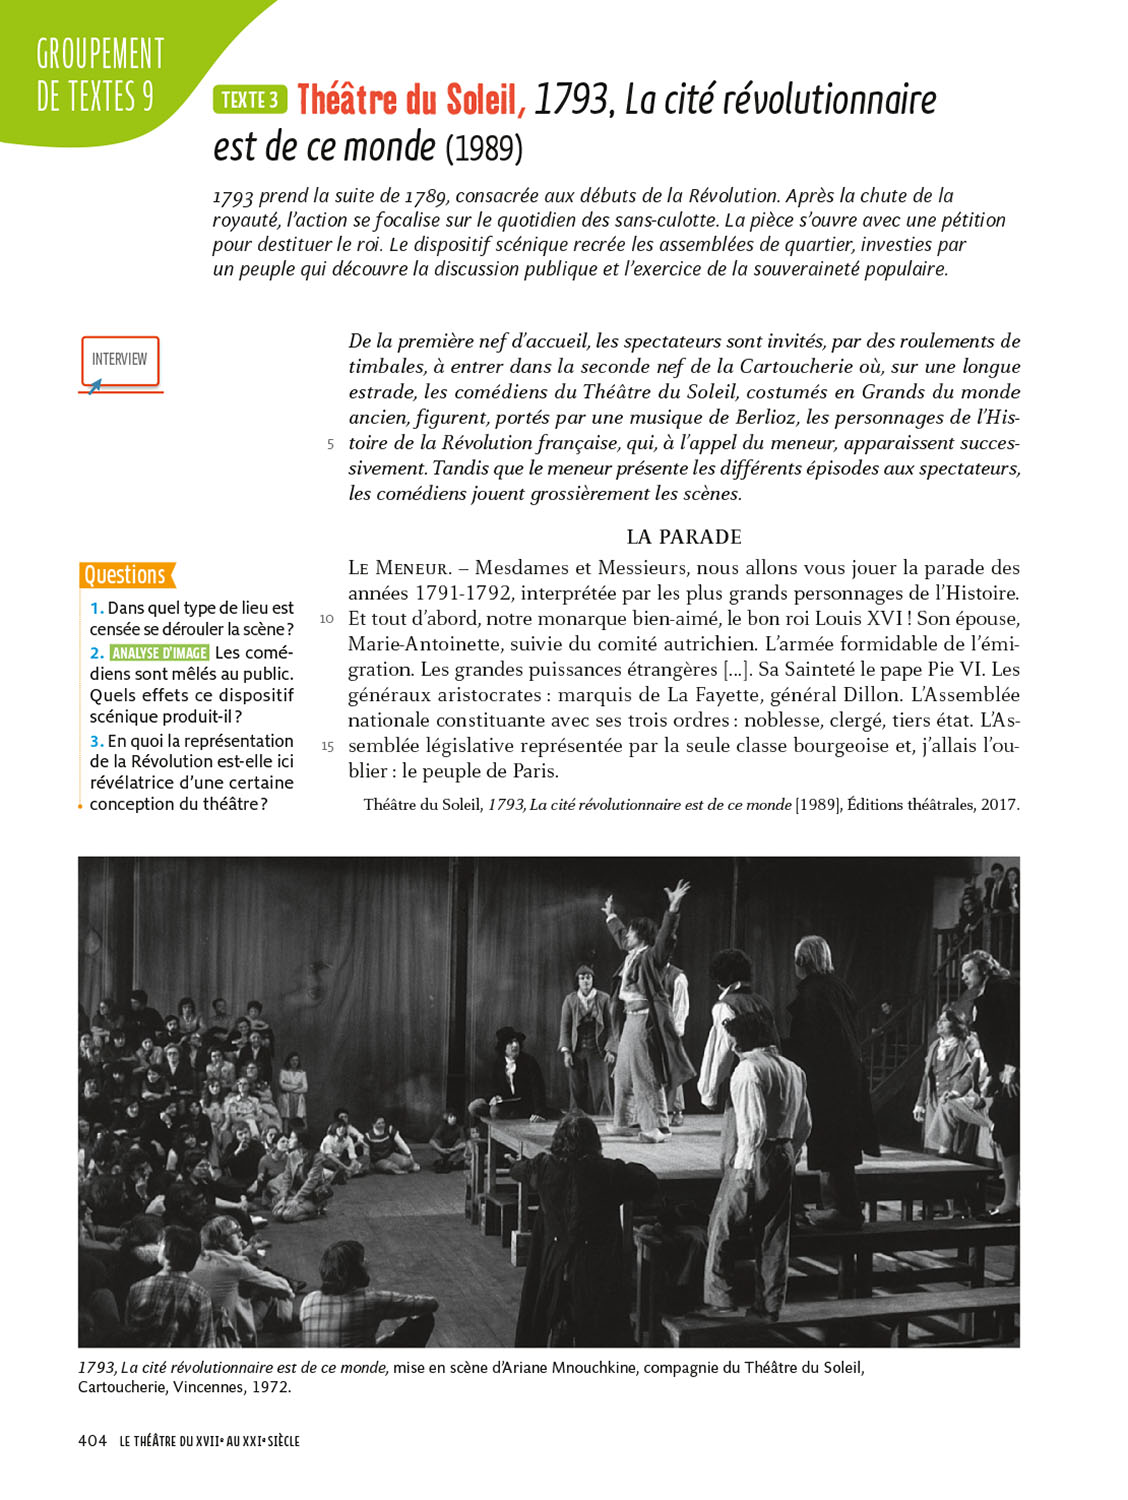 GROUPEMENT
DE TEXTES 9
TEXTE 3 Théâtre du Soleil, 1793, La cité révolutionnaire
est de ce monde (1989)
1793 prend la suite de 1789, consacrée aux débuts de la Révolution. Après la chute de la
royauté, l’action se focalise sur le quotidien des sans-culotte. La pièce s’ouvre avec une pétition
pour destituer le roi. Le dispositif scénique recrée les assemblées de quartier, investies par
un peuple qui découvre la discussion publique et l’exercice de la souveraineté populaire.
INTERVIEW
De la première nef d’accueil, les spectateurs sont invités, par des roulements de
timbales, à entrer dans la seconde nef de la Cartoucherie où, sur une longue
estrade, les comédiens du Théâtre du Soleil, costumés en Grands du monde
ancien, figurent, portés par une musique de Berlioz, les personnages de l’His-
5 toire de la Révolution française, qui, à l’appel du meneur, apparaissent succes-
sivement. Tandis que le meneur présente les différents épisodes aux spectateurs,
les comédiens jouent grossièrement les scènes.
LA PARADE
LE MENEUR. – Mesdames et Messieurs, nous allons vous jouer la parade des
années 1791-1792, interprétée par les plus grands personnages de l’Histoire.
10 Et tout d’abord, notre monarque bien-aimé, le bon roi Louis XVI ! Son épouse,
Marie-Antoinette, suivie du comité autrichien. L’armée formidable de l’émi-
gration. Les grandes puissances étrangères [...]. Sa Sainteté le pape Pie VI. Les
généraux aristocrates : marquis de La Fayette, général Dillon. L’Assemblée
nationale constituante avec ses trois ordres : noblesse, clergé, tiers état. L’As-
15 semblée législative représentée par la seule classe bourgeoise et, j’allais l’ou-
blier : le peuple de Paris.
Théâtre du Soleil, 1793, La cité révolutionnaire est de ce monde [1989], Éditions théâtrales, 2017.
Questions
1. Dans quel type de lieu est
censée se dérouler la scène ?
2. ANALYSE D’IMAGE Les comé-
diens sont mêlés au public.
Quels effets ce dispositif
scénique produit-il ?
3. En quoi la représentation
de la Révolution est-elle ici
révélatrice d’une certaine
conception du théâtre ?
1793, La cité révolutionnaire est de ce monde, mise en scène d’Ariane Mnouchkine, compagnie du Théâtre du Soleil,
Cartoucherie, Vincennes, 1972.
404 LE THÉÂTRE DU XVIIe AU XXIe SIÈCLE